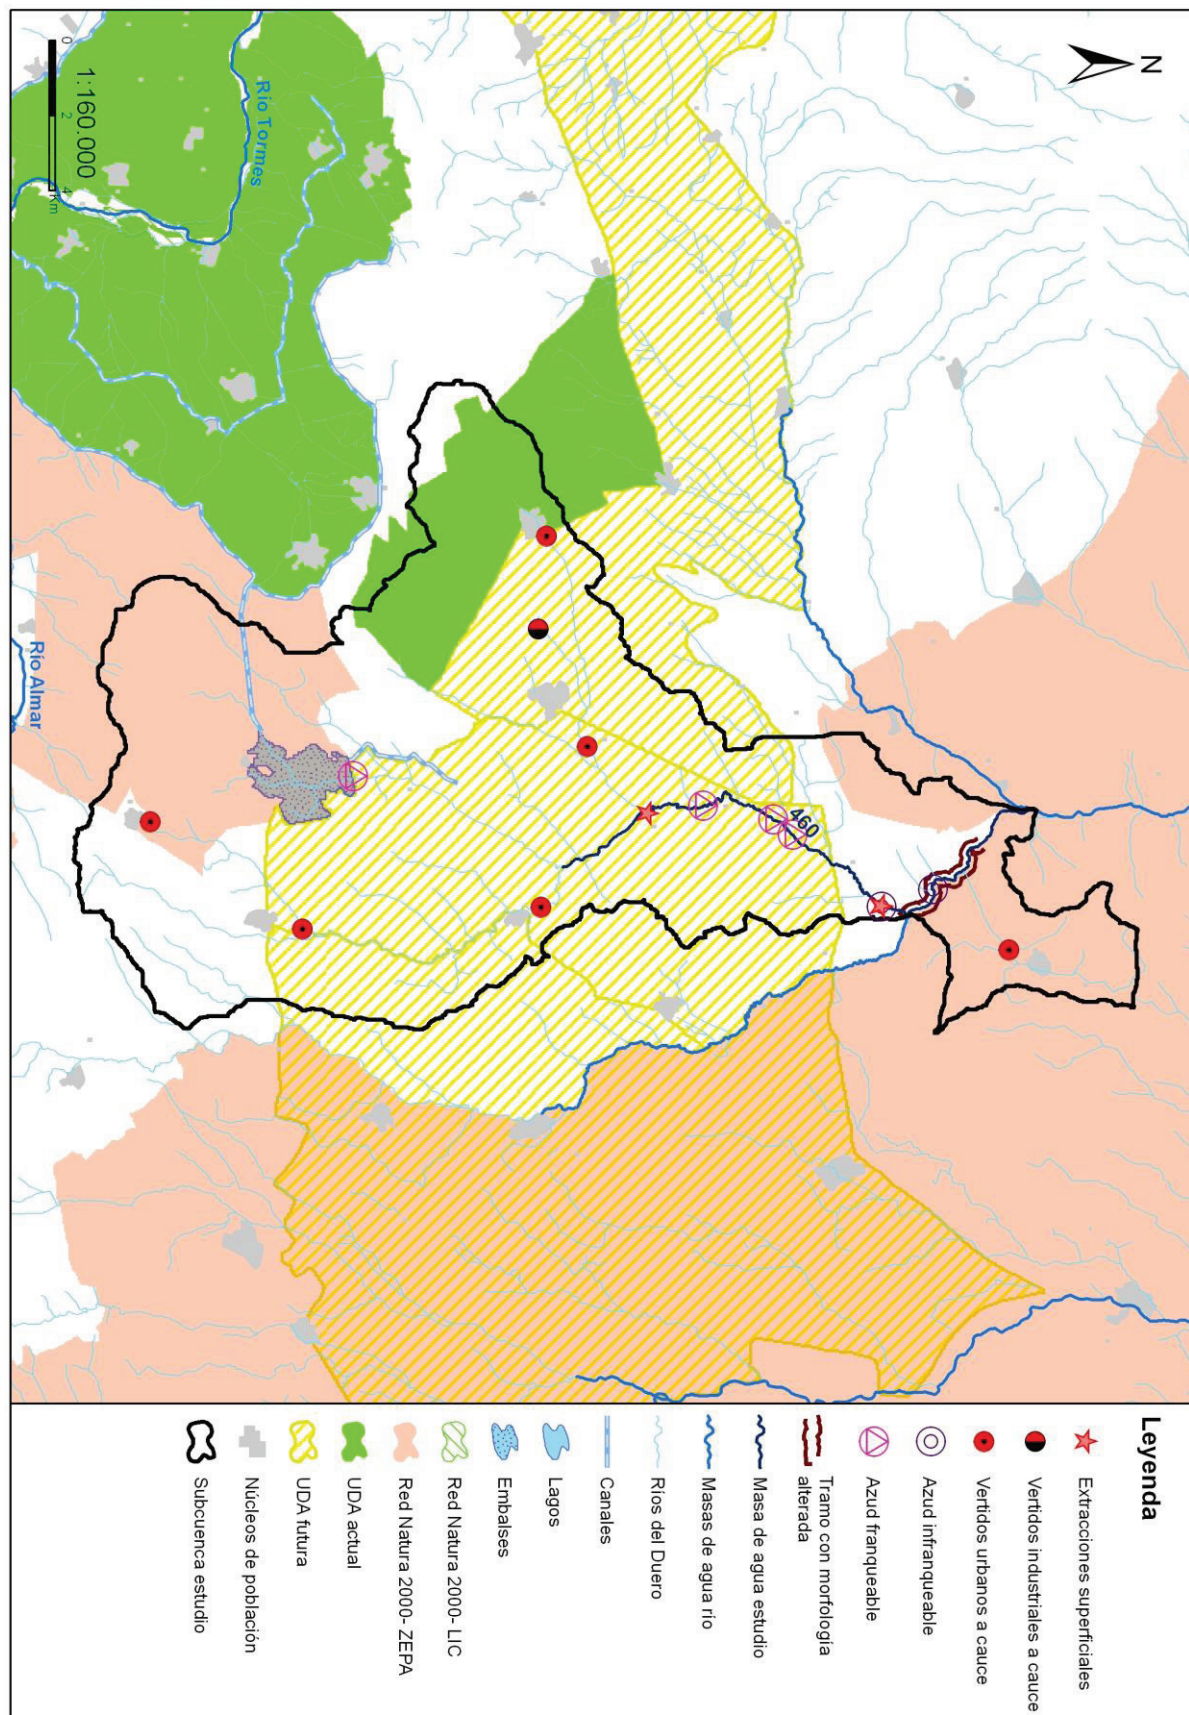 N
460
Río Tormes
Río Almar
1:160.000
0 2 4
Km
Leyenda
Extracciones superficiales
Vertidos industriales a cauce
Vertidos urbanos a cauce
Azud infranqueable
Azud franqueable
Tramo con morfología
alterada
Masa de agua estudio
Masas de agua río
Ríos del Duero
Canales
Lagos
Embalses
Red Natura 2000- LIC
Red Natura 2000- ZEPA
UDA actual
UDA futura
Núcleos de población
Subcuenca estudio